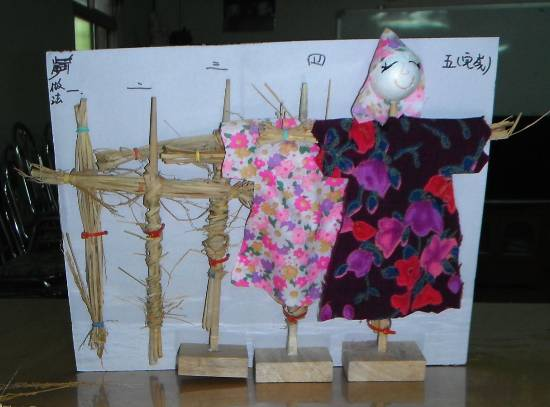 做法
一、
二、
三
四
五(完成)